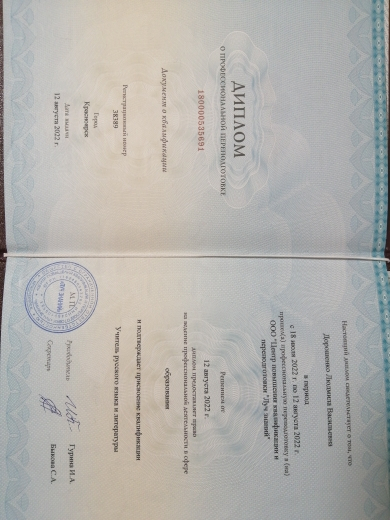 ДИПЛОМ
О ПРОФЕССИОНАЛЬНОЙ ПЕРЕПОДГОТОВКЕ
180000535691
Документ о квалификации
Регистрационный номер
38389
Город
Красноярск
Дата выдачи
12 августа 2022 г.
Настоящий диплом свидетельствует о том, что
Дорошенко Людмила Васильевна
в период
с 18 июля 2022 г. по 12 августа 2022 г.
прошел(а) профессиональную переподготовку в (на)
ООО "Центр повышения квалификации и
переподготовки "Луч знаний"
Решением от
12 августа 2022 г.
диплом предоставляет право
на ведение профессиональной деятельности в сфере
образования
и подтверждает присвоение квалификации
Учитель русского языка и литературы
М.П.
Руководитель
Гурина И.А.
Секретарь
Быкова С.А.